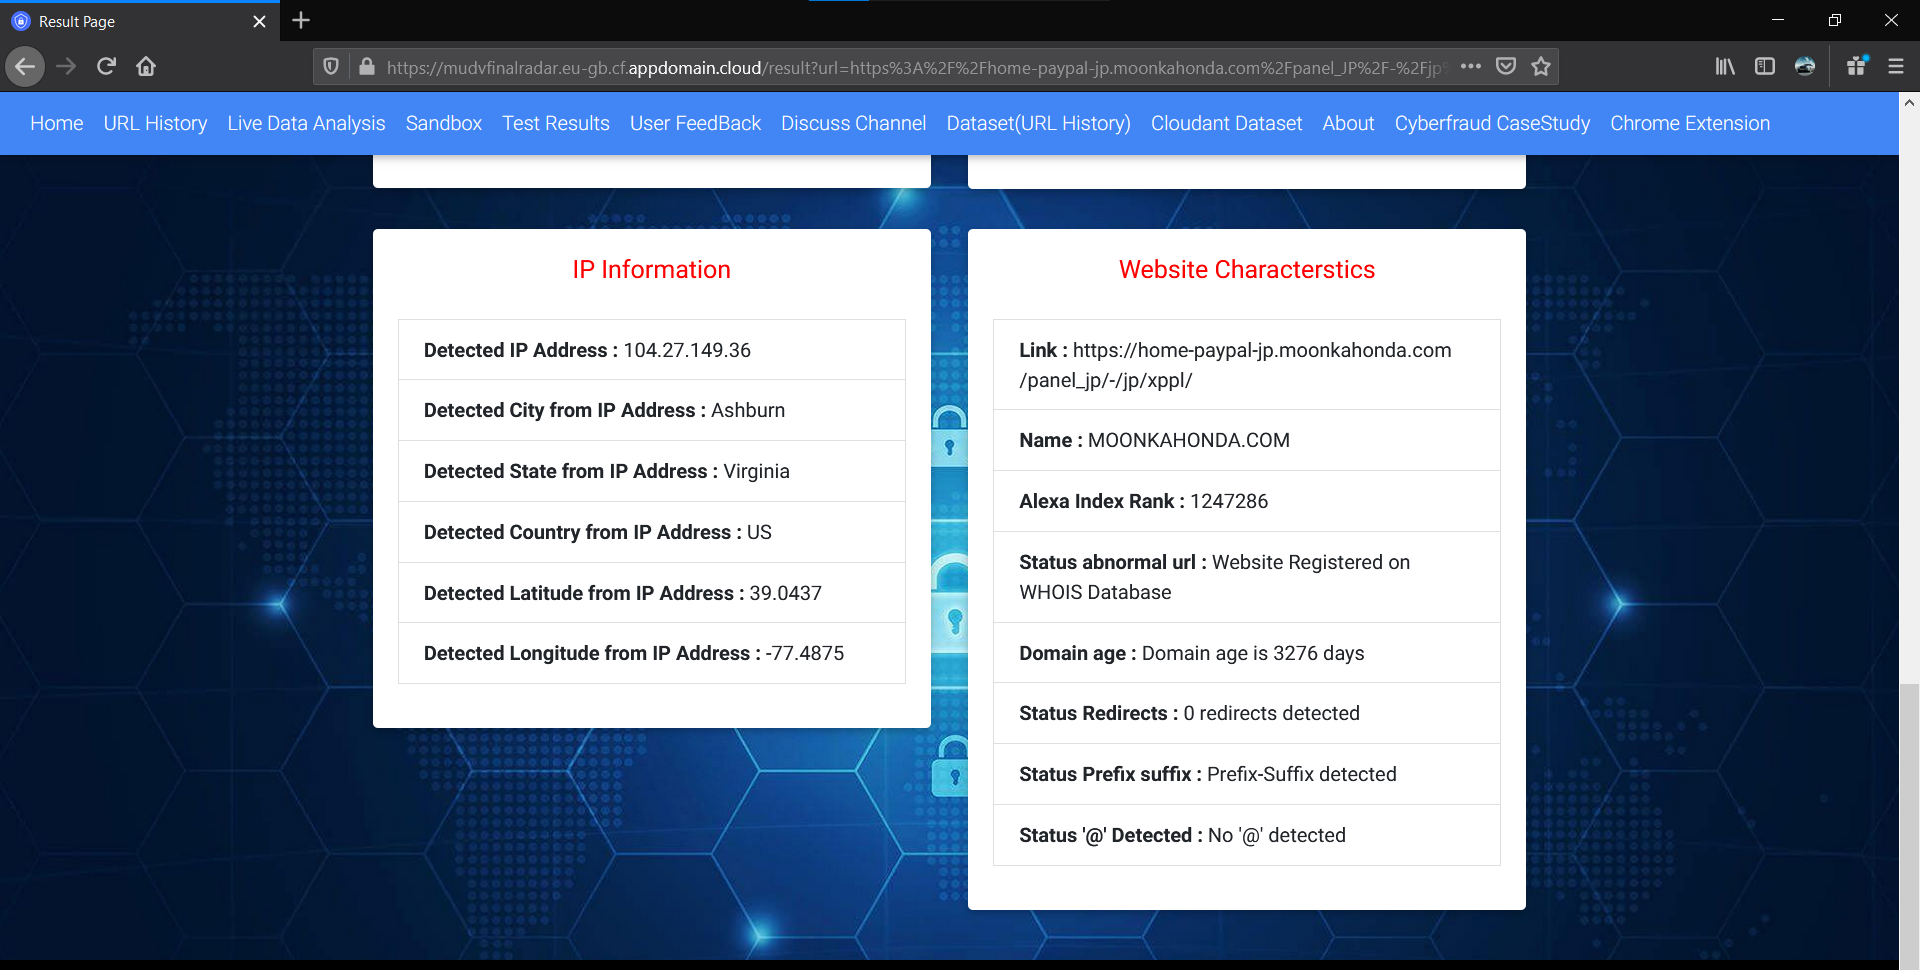 Result Page
https://mudvfinalradar.eu-gb.cf.appdomain.cloud/result?url=https%3A%2F%2Fhome-paypal-jp.moonkahonda.com%2Fpanel_JP%2F-%2Fjp%
Home URL History Live Data Analysis Sandbox Test Results User FeedBack Discuss Channel Dataset(URL History) Cloudant Dataset About Cyberfraud CaseStudy Chrome Extension
IP Information
Detected IP Address : 104.27.149.36
Detected City from IP Address : Ashburn
Detected State from IP Address : Virginia
Detected Country from IP Address : US
Detected Latitude from IP Address : 39.0437
Detected Longitude from IP Address : -77.4875
Website Characterstics
Link : https://home-paypal-jp.moonkahonda.com
/panel_jp/-/jp/xppl/
Name : MOONKAHONDA.COM
Alexa Index Rank : 1247286
Status abnormal url : Website Registered on
WHOIS Database
Domain age : Domain age is 3276 days
Status Redirects : 0 redirects detected
Status Prefix suffix : Prefix-Suffix detected
Status '@' Detected : No '@' detected